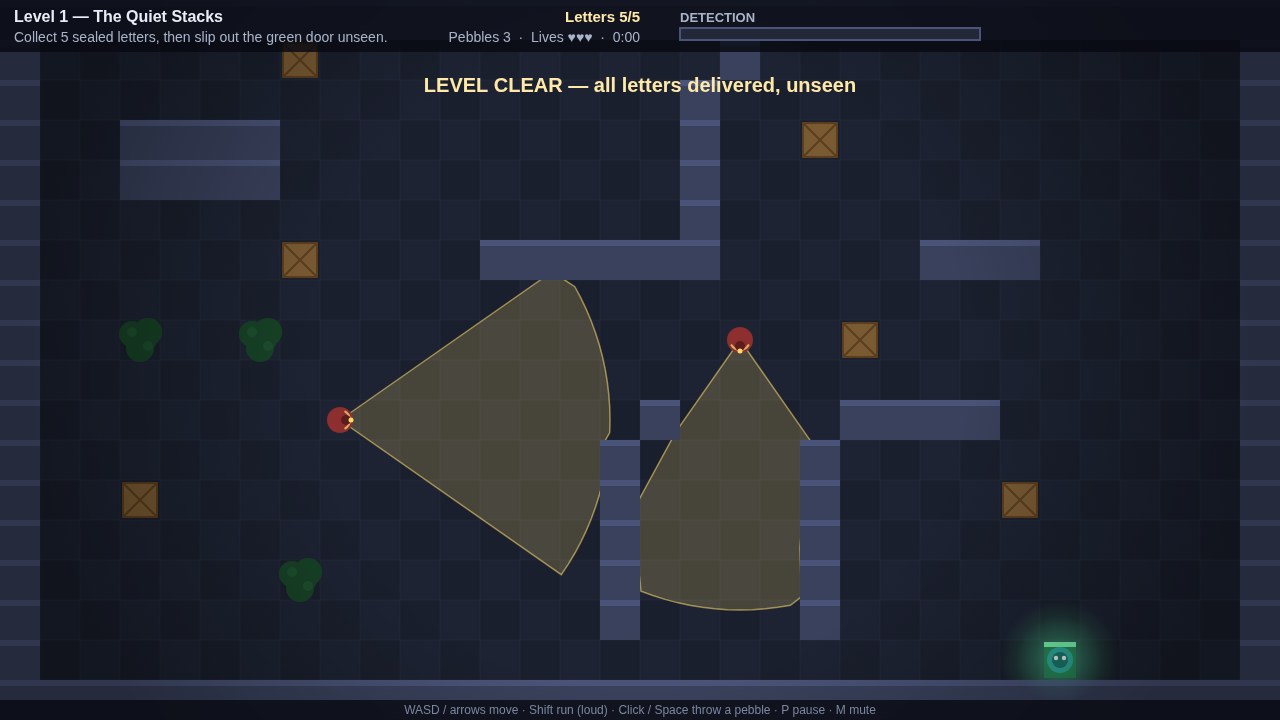 Level 1 — The Quiet Stacks
Letters 5/5
DETECTION
Collect 5 sealed letters, then slip out the green door unseen.
Pebbles 3 · Lives ♥♥♥ · 0:00
LEVEL CLEAR — all letters delivered, unseen
WASD / arrows move · Shift run (loud) · Click / Space throw a pebble · P pause · M mute